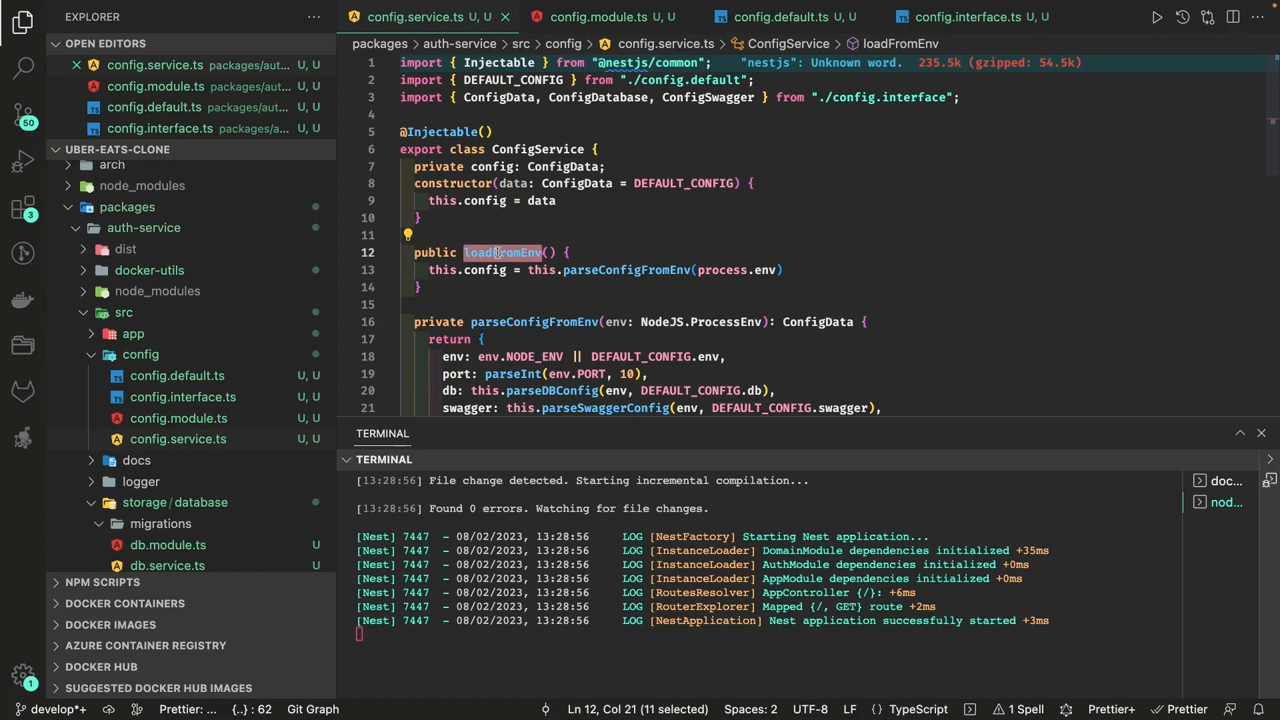 EXPLORER
OPEN EDITORS
config.service.ts packages/aut...
config.module.ts packages/au... U, U
config.default.ts packages/aut...
config.interface.ts packages/a... U, U
UBER-EATS-CLONE
arch
node_modules
packages
auth-service
dist
docker-utils
node_modules
src
app
config
config.default.ts U, U
config.interface.ts U, U
config.module.ts U, U
config.service.ts U, U
docs
logger
storage/database
migrations
db.module.ts U
db.service.ts U
NPM SCRIPTS
DOCKER CONTAINERS
DOCKER IMAGES
AZURE CONTAINER REGISTRY
DOCKER HUB
SUGGESTED DOCKER HUB IMAGES
50
3
1
config.service.ts U, U
config.module.ts U, U
config.default.ts U, U
config.interface.ts U, U
packages > auth-service > src > config > config.service.ts > ConfigService > loadFromEnv
1 import { Injectable } from "@nestjs/common"; "nestjs": Unknown word. 235.5k (gzipped: 54.5k)
2 import { DEFAULT_CONFIG } from "./config.default";
3 import { ConfigData, ConfigDatabase, ConfigSwagger } from "./config.interface";
4
5 @Injectable()
6 export class ConfigService {
7 private config: ConfigData;
8 constructor(data: ConfigData = DEFAULT_CONFIG) {
9 this.config = data
10 }
11
12 public loadFromEnv() {
13 this.config = this.parseConfigFromEnv(process.env)
14 }
15
16 private parseConfigFromEnv(env: NodeJS.ProcessEnv): ConfigData {
17 return {
18 env: env.NODE_ENV || DEFAULT_CONFIG.env,
19 port: parseInt(env.PORT, 10),
20 db: this.parseDBConfig(env, DEFAULT_CONFIG.db),
21 swagger: this.parseSwaggerConfig(env, DEFAULT_CONFIG.swagger),
TERMINAL
TERMINAL
[13:28:56] File change detected. Starting incremental compilation...
[13:28:56] Found 0 errors. Watching for file changes.
[Nest] 7447 - 08/02/2023, 13:28:56 LOG [NestFactory] Starting Nest application...
[Nest] 7447 - 08/02/2023, 13:28:56 LOG [InstanceLoader] DomainModule dependencies initialized +35ms
[Nest] 7447 - 08/02/2023, 13:28:56 LOG [InstanceLoader] AuthModule dependencies initialized +0ms
[Nest] 7447 - 08/02/2023, 13:28:56 LOG [InstanceLoader] AppModule dependencies initialized +0ms
[Nest] 7447 - 08/02/2023, 13:28:56 LOG [RoutesResolver] AppController {/}: +6ms
[Nest] 7447 - 08/02/2023, 13:28:56 LOG [RouterExplorer] Mapped {/, GET} route +2ms
[Nest] 7447 - 08/02/2023, 13:28:56 LOG [NestApplication] Nest application successfully started +3ms
doc...
nod...
develop*+ Prettier: ... {..} : 62 Git Graph Ln 12, Col 21 (11 selected) Spaces: 2 UTF-8 LF {} TypeScript 1 Spell Prettier+ Prettier